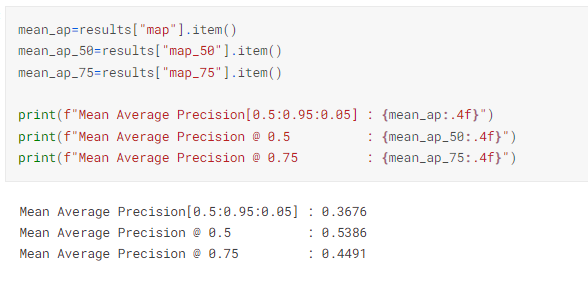 mean_ap=results["map"].item()
mean_ap_50=results["map_50"].item()
mean_ap_75=results["map_75"].item()
print(f"Mean Average Precision[0.5:0.95:0.05] : {mean_ap:.4f}")
print(f"Mean Average Precision @ 0.5          : {mean_ap_50:.4f}")
print(f"Mean Average Precision @ 0.75         : {mean_ap_75:.4f}")
Mean Average Precision[0.5:0.95:0.05] : 0.3676
Mean Average Precision @ 0.5          : 0.5386
Mean Average Precision @ 0.75         : 0.4491